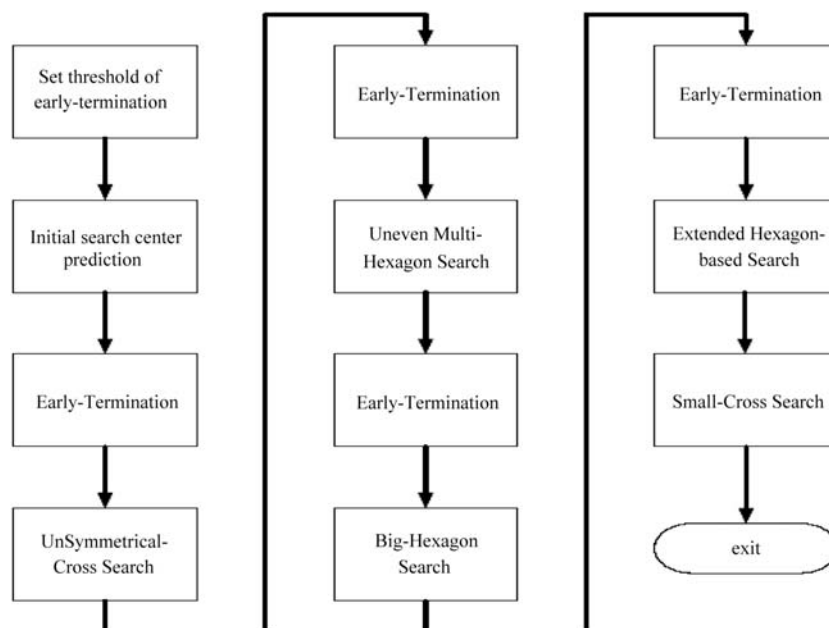 Set threshold of
early-termination
Initial search center
prediction
Early-Termination
UnSymmetrical-
Cross Search
Early-Termination
Uneven Multi-
Hexagon Search
Early-Termination
Big-Hexagon
Search
Early-Termination
Extended Hexagon-
based Search
Small-Cross Search
exit